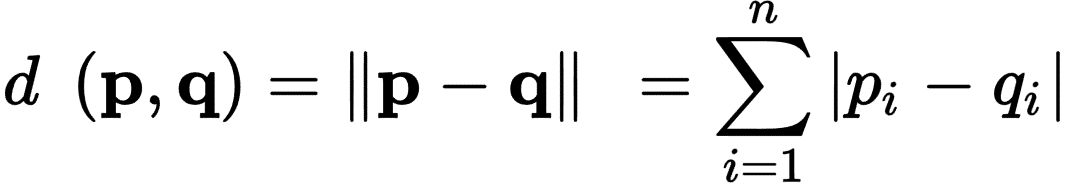 d (p, q) = ‖p − q‖ = ∑_{i=1}^{n} |p_i − q_i|